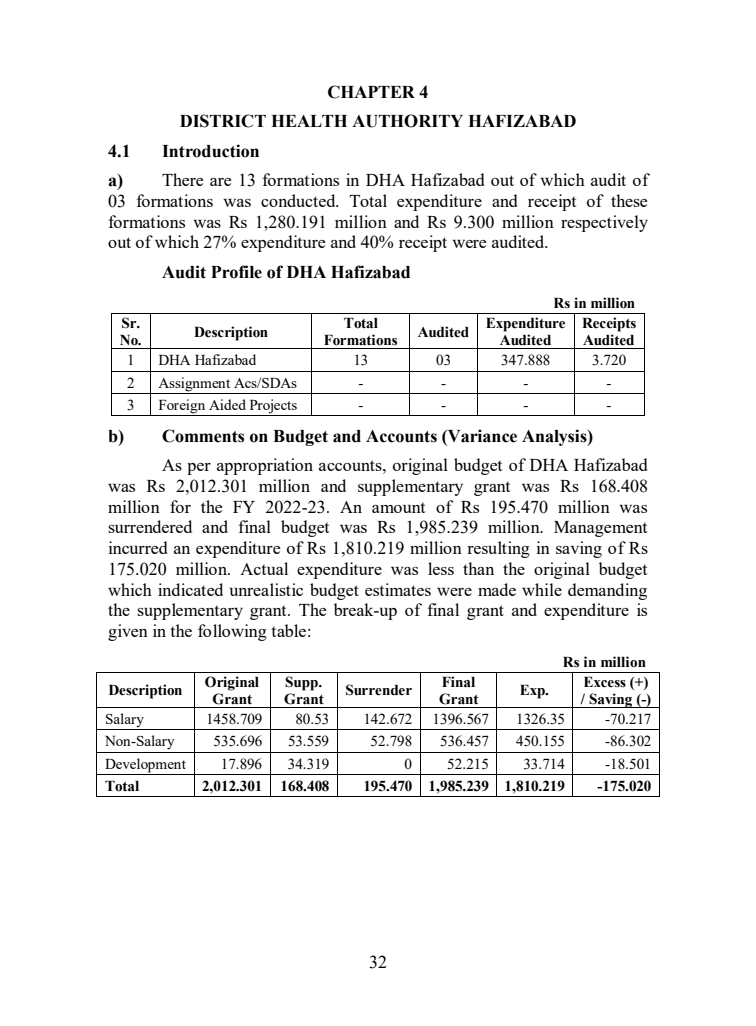 CHAPTER 4
DISTRICT HEALTH AUTHORITY HAFIZABAD
4.1 Introduction
a) There are 13 formations in DHA Hafizabad out of which audit of
03 formations was conducted. Total expenditure and receipt of these
formations was Rs 1,280.191 million and Rs 9.300 million respectively
out of which 27% expenditure and 40% receipt were audited.
Audit Profile of DHA Hafizabad
Rs in million
Sr. No. Description Total Formations Audited Expenditure Audited Receipts Audited
1 DHA Hafizabad 13 03 347.888 3.720
2 Assignment Acs/SDAs - - - -
3 Foreign Aided Projects - - - -
b) Comments on Budget and Accounts (Variance Analysis)
As per appropriation accounts, original budget of DHA Hafizabad
was Rs 2,012.301 million and supplementary grant was Rs 168.408
million for the FY 2022-23. An amount of Rs 195.470 million was
surrendered and final budget was Rs 1,985.239 million. Management
incurred an expenditure of Rs 1,810.219 million resulting in saving of Rs
175.020 million. Actual expenditure was less than the original budget
which indicated unrealistic budget estimates were made while demanding
the supplementary grant. The break-up of final grant and expenditure is
given in the following table:
Rs in million
Description Original Grant Supp. Grant Surrender Final Grant Exp. Excess (+) / Saving (-)
Salary 1458.709 80.53 142.672 1396.567 1326.35 -70.217
Non-Salary 535.696 53.559 52.798 536.457 450.155 -86.302
Development 17.896 34.319 0 52.215 33.714 -18.501
Total 2,012.301 168.408 195.470 1,985.239 1,810.219 -175.020
32